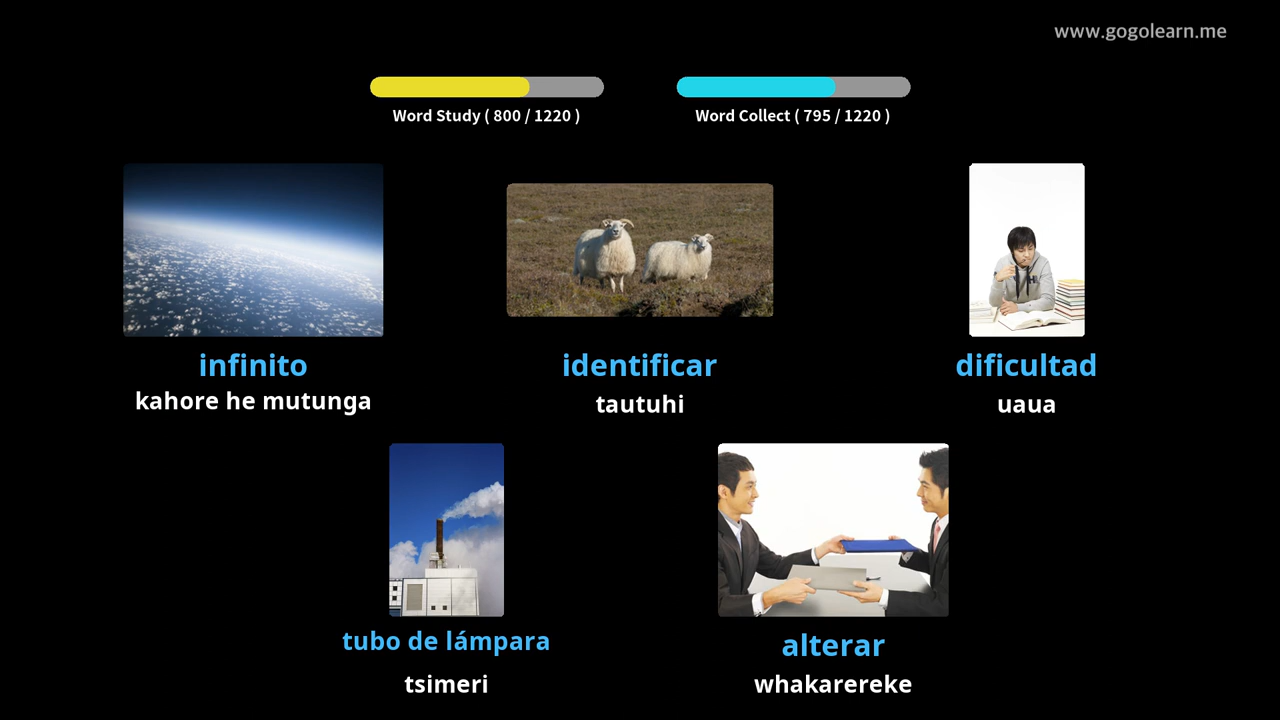 www.gogolearn.me
Word Study ( 800 / 1220 )
Word Collect ( 795 / 1220 )
infinito
kahore he mutunga
identificar
tautuhi
dificultad
uaua
tubo de lámpara
tsimeri
alterar
whakarereke